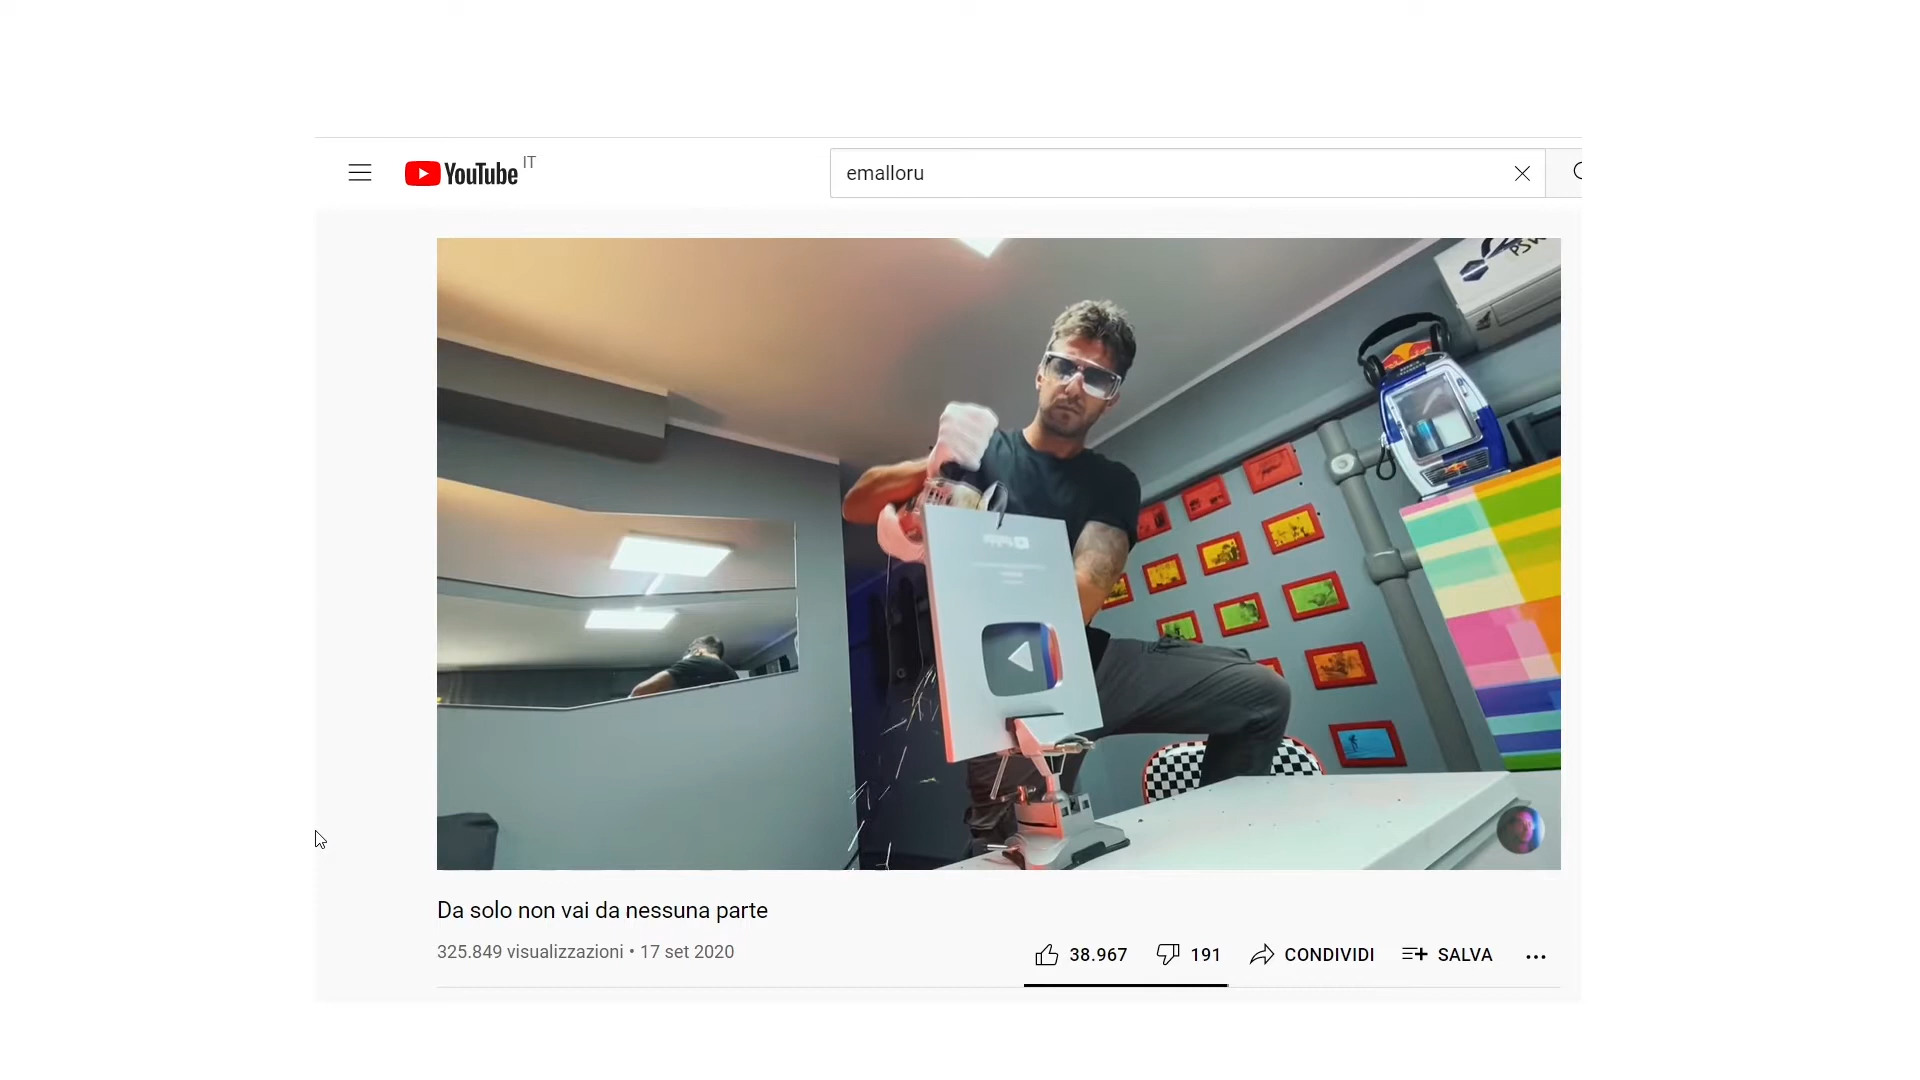 YouTube IT
emalloru
Da solo non vai da nessuna parte
325.849 visualizzazioni • 17 set 2020
38.967
191
CONDIVIDI
SALVA